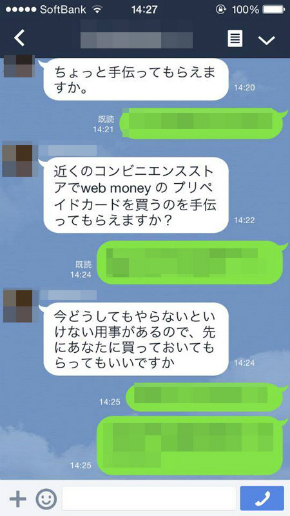 SoftBank 14:27 100%
ちょっと手伝ってもらえま
すか。
14:20
既読
14:21
近くのコンビニエンススト
アでweb money の プリペ
イドカードを買うのを手伝
ってもらえますか？
14:22
既読
14:24
今どうしてもやらないとい
けない用事があるので、先
にあなたに買っておいても
らってもいいですか
14:24
14:25
14:25